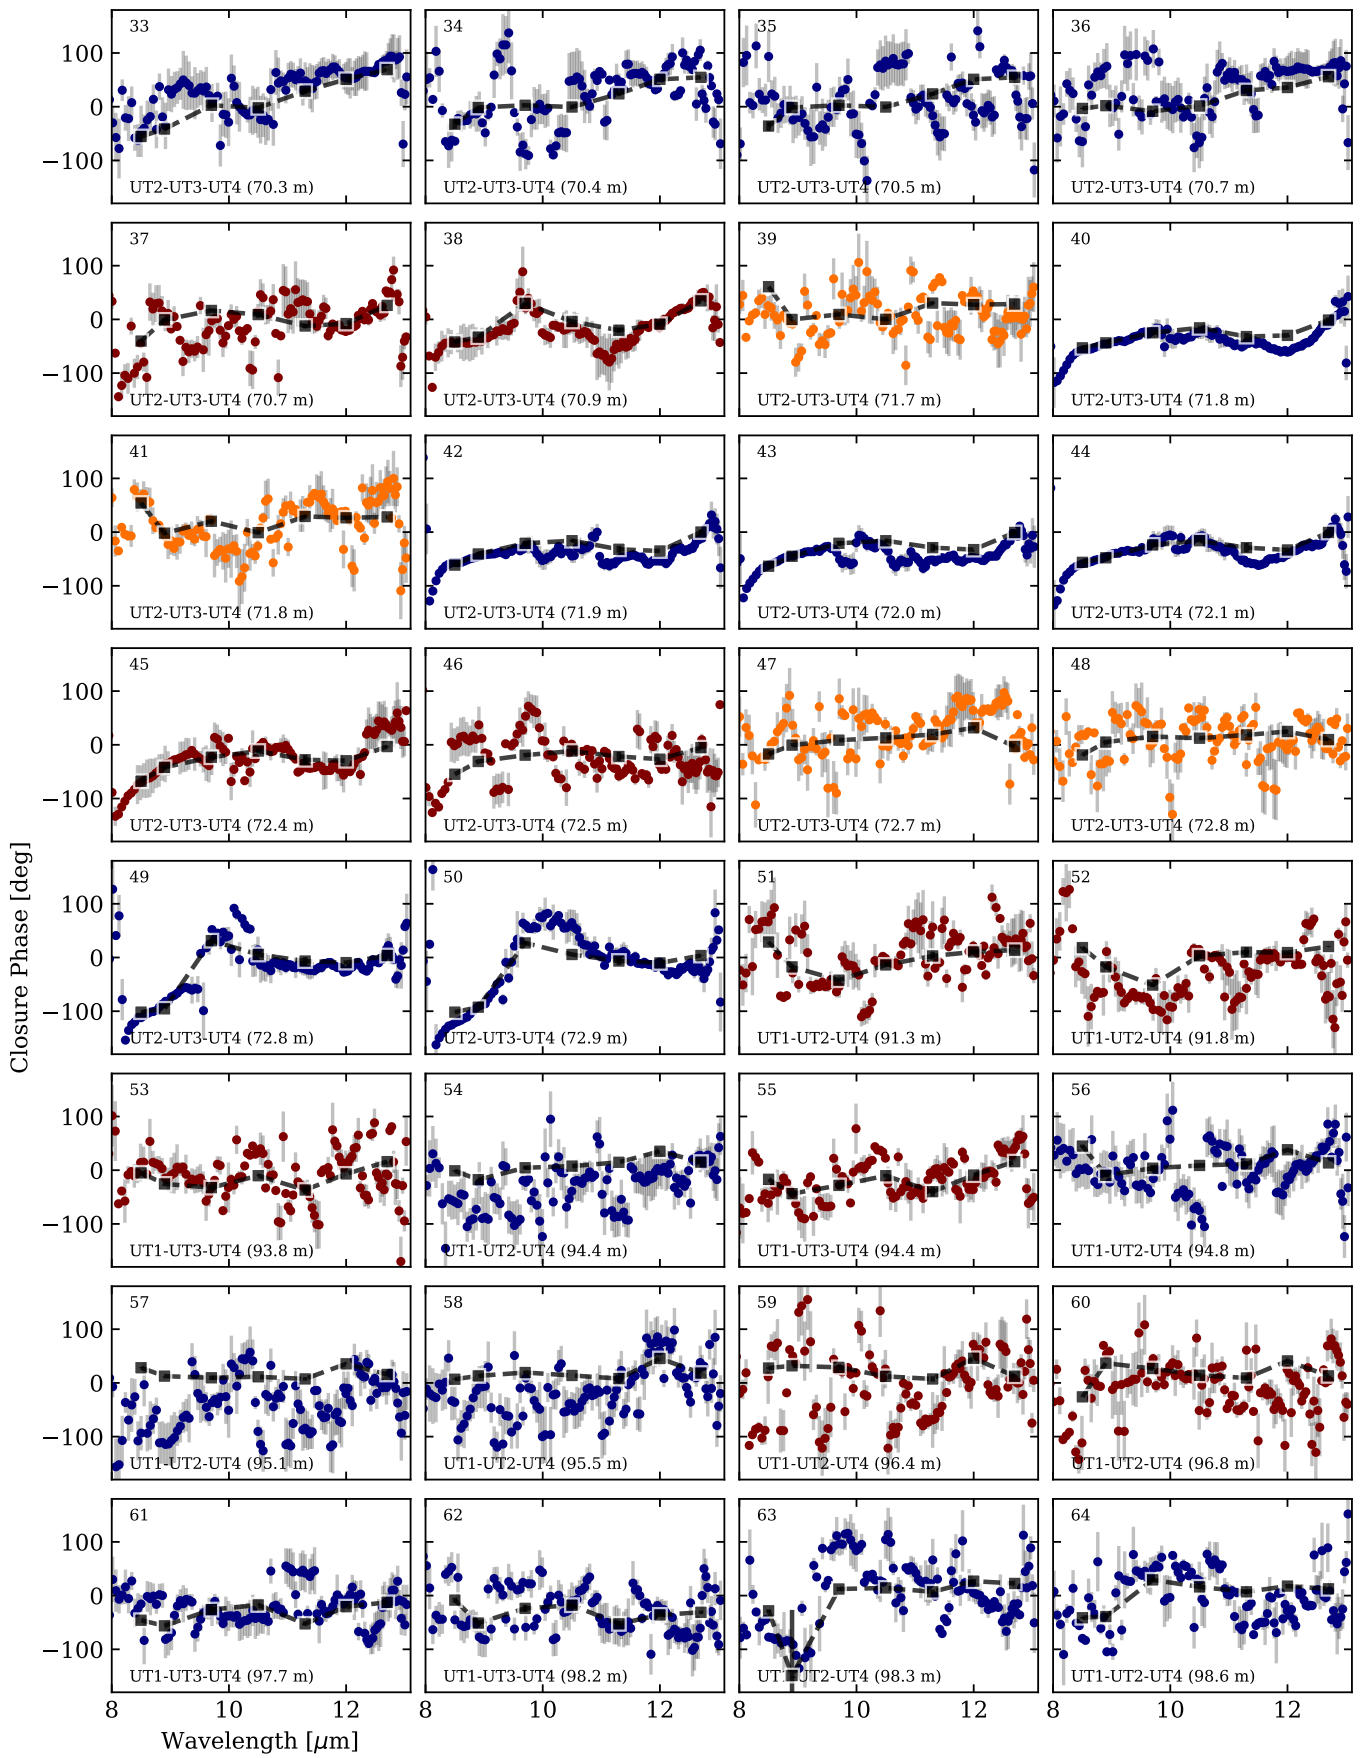 33 34 35 36
100
0
−100
UT2-UT3-UT4 (70.3 m) UT2-UT3-UT4 (70.4 m) UT2-UT3-UT4 (70.5 m) UT2-UT3-UT4 (70.7 m)
37 38 39 40
100
0
−100
UT2-UT3-UT4 (70.7 m) UT2-UT3-UT4 (70.9 m) UT2-UT3-UT4 (71.7 m) UT2-UT3-UT4 (71.8 m)
41 42 43 44
100
0
−100
UT2-UT3-UT4 (71.8 m) UT2-UT3-UT4 (71.9 m) UT2-UT3-UT4 (72.0 m) UT2-UT3-UT4 (72.1 m)
45 46 47 48
100
0
−100
UT2-UT3-UT4 (72.4 m) UT2-UT3-UT4 (72.5 m) UT2-UT3-UT4 (72.7 m) UT2-UT3-UT4 (72.8 m)
Closure Phase [deg]
49 50 51 52
100
0
−100
UT2-UT3-UT4 (72.8 m) UT2-UT3-UT4 (72.9 m) UT1-UT2-UT4 (91.3 m) UT1-UT2-UT4 (91.8 m)
53 54 55 56
100
0
−100
UT1-UT3-UT4 (93.8 m) UT1-UT2-UT4 (94.4 m) UT1-UT3-UT4 (94.4 m) UT1-UT2-UT4 (94.8 m)
57 58 59 60
100
0
−100
UT1-UT2-UT4 (95.1 m) UT1-UT2-UT4 (95.5 m) UT1-UT2-UT4 (96.4 m) UT1-UT2-UT4 (96.8 m)
61 62 63 64
100
0
−100
UT1-UT3-UT4 (97.7 m) UT1-UT3-UT4 (98.2 m) UT1-UT2-UT4 (98.3 m) UT1-UT2-UT4 (98.6 m)
8 10 12 8 10 12 8 10 12 8 10 12
Wavelength [μm]